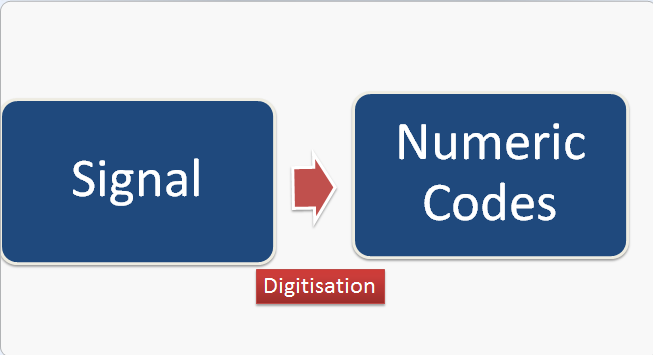 Signal
Numeric
Codes
Digitisation